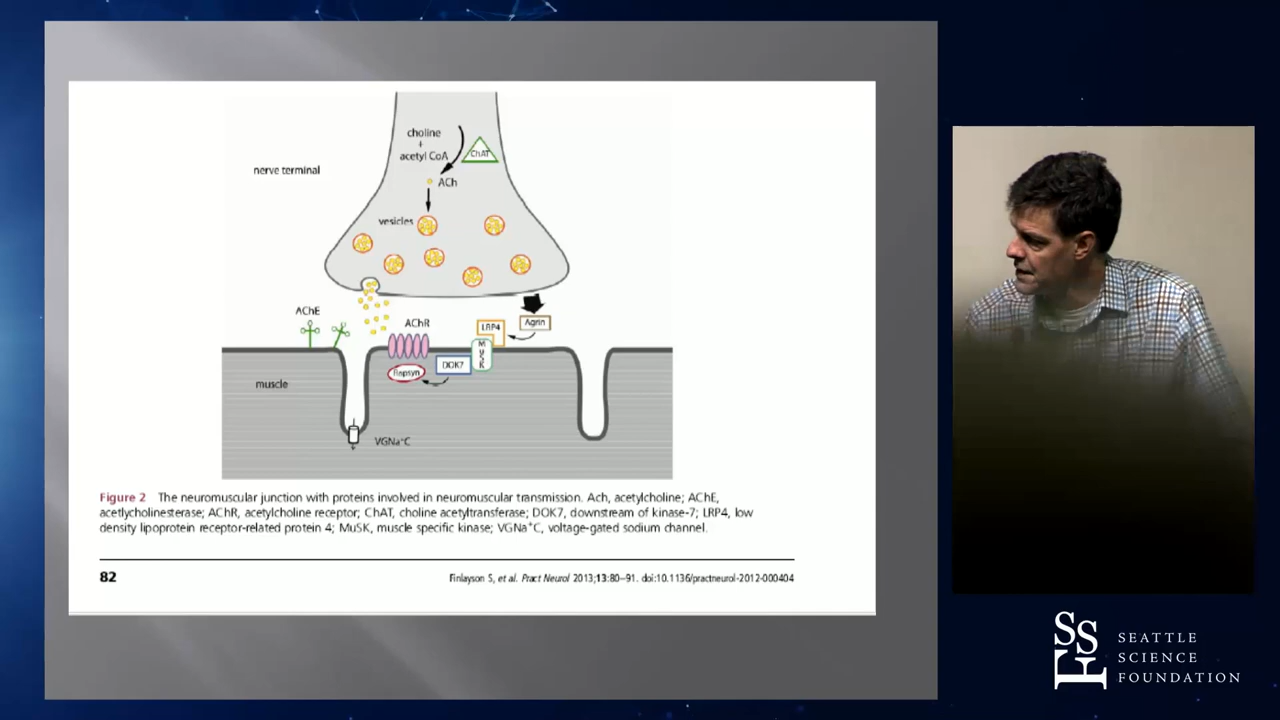 choline
+
acetyl CoA
ChAT
nerve terminal
ACh
vesicles
AChE
AChR
LRP4
Agrin
M
u
S
K
DOK7
Rapsyn
muscle
VGNa⁺C
Figure 2 The neuromuscular junction with proteins involved in neuromuscular transmission. Ach, acetylcholine; AChE,
acetlycholinesterase; AChR, acetylcholine receptor; ChAT, choline acetyltransferase; DOK7, downstream of kinase-7; LRP4, low
density lipoprotein receptor-related protein 4; MuSK, muscle specific kinase; VGNa⁺C, voltage-gated sodium channel.
82
Finlayson S, et al. Pract Neurol 2013;13:80–91. doi:10.1136/practneurol-2012-000404
SSF
SEATTLE
SCIENCE
FOUNDATION